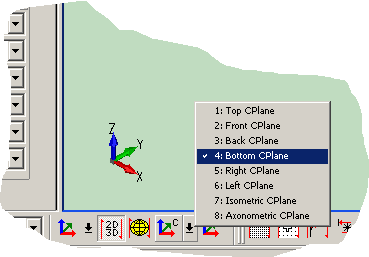 Z
Y
X
1: Top CPlane
2: Front CPlane
3: Back CPlane
4: Bottom CPlane
5: Right CPlane
6: Left CPlane
7: Isometric CPlane
8: Axonometric CPlane
2D
3D
C